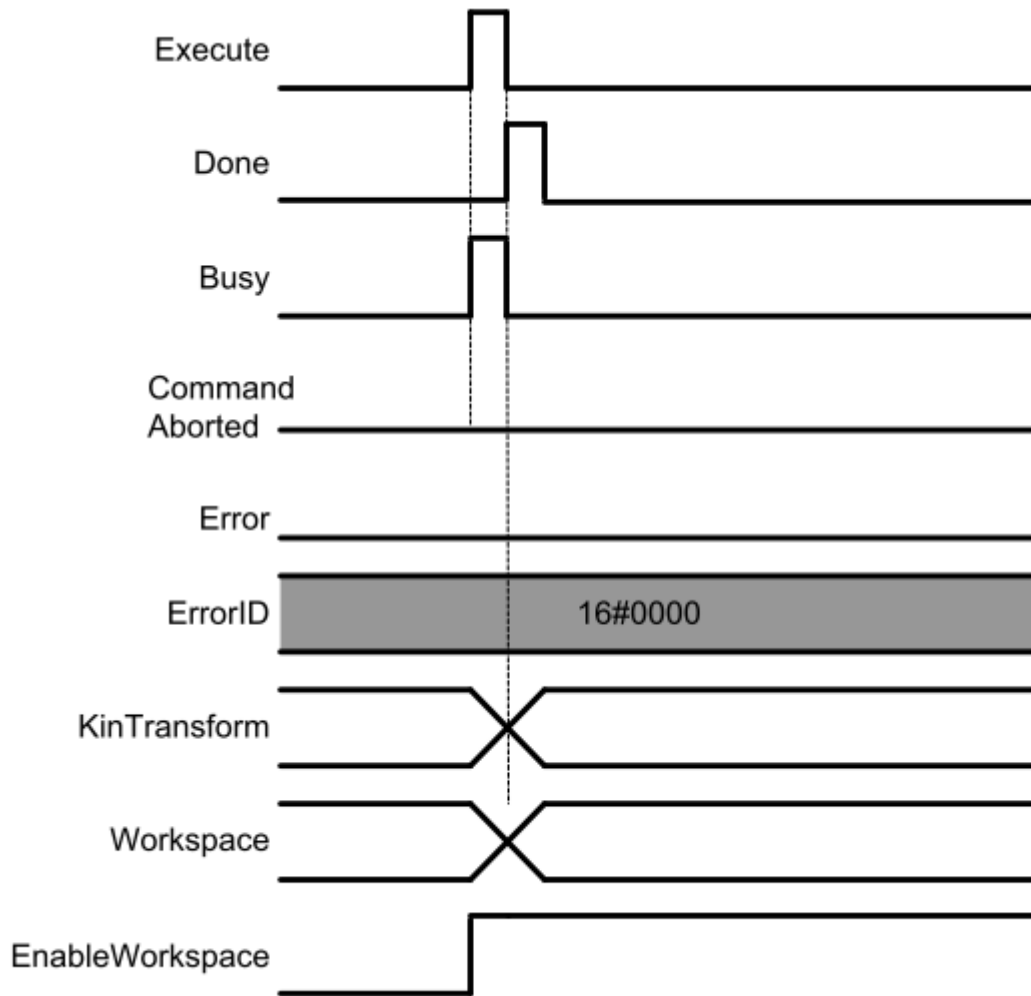 Execute
Done
Busy
Command
Aborted
Error
ErrorID
16#0000
KinTransform
Workspace
EnableWorkspace